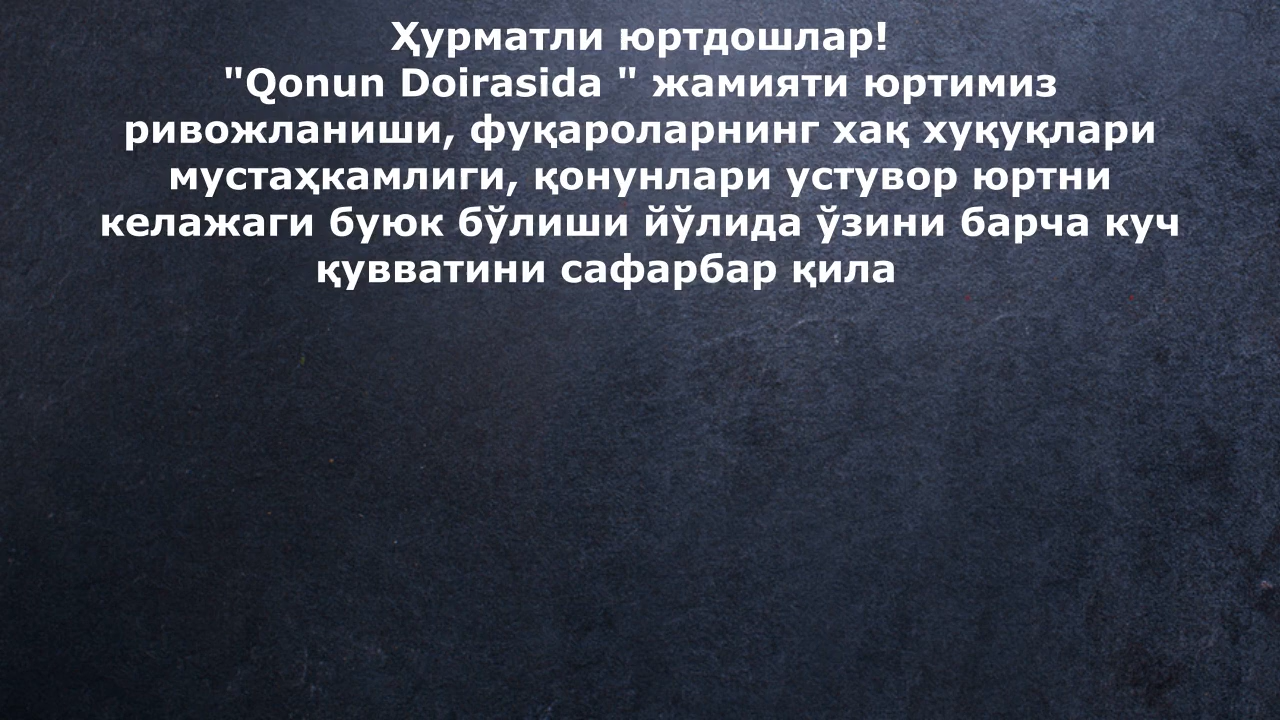 Ҳурматли юртдошлар!
"Qonun Doirasida " жамияти юртимиз
ривожланиши, фуқароларнинг хақ хуқуқлари
мустаҳкамлиги, қонунлари устувор юртни
келажаги буюк бўлиши йўлида ўзини барча куч
қувватини сафарбар қила